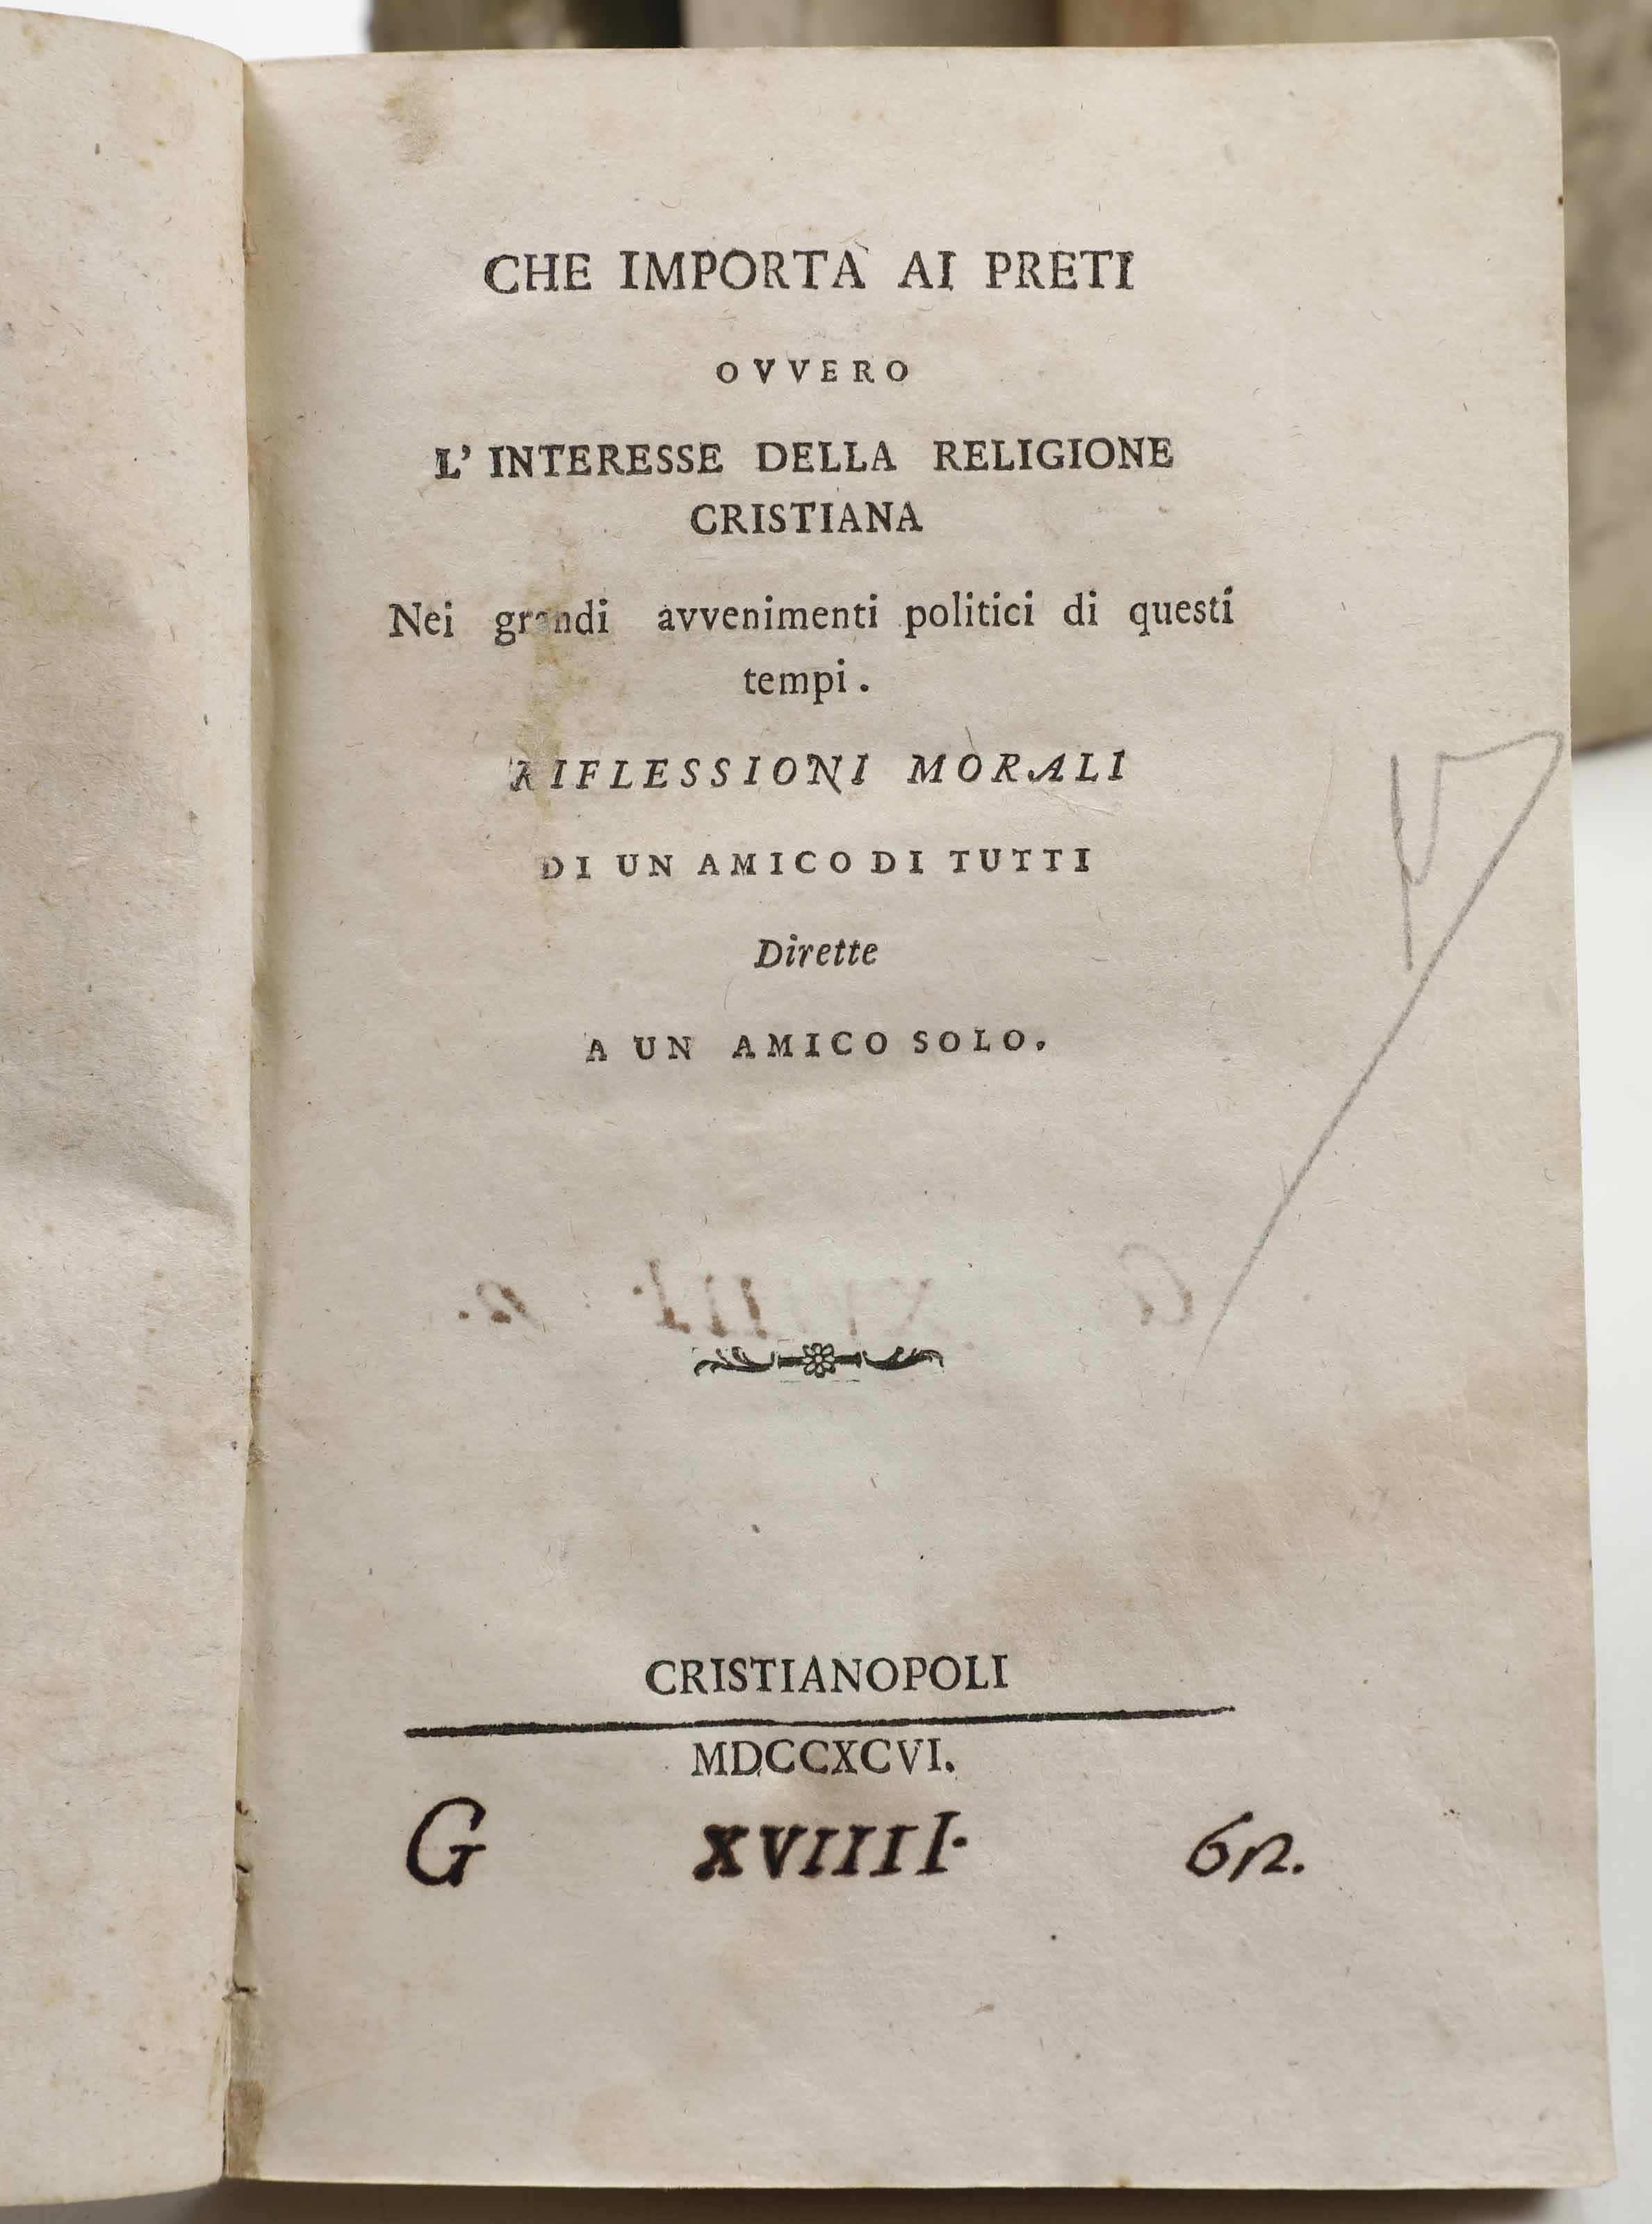 CHE IMPORTA AI PRETI
OVVERO
L' INTERESSE DELLA RELIGIONE
CRISTIANA
Nei grandi avvenimenti politici di questi
tempi.
RIFLESSIONI MORALI
DI UN AMICO DI TUTTI
Dirette
A UN AMICO SOLO.
CRISTIANOPOLI
MDCCXCVI.
G XVIIII·